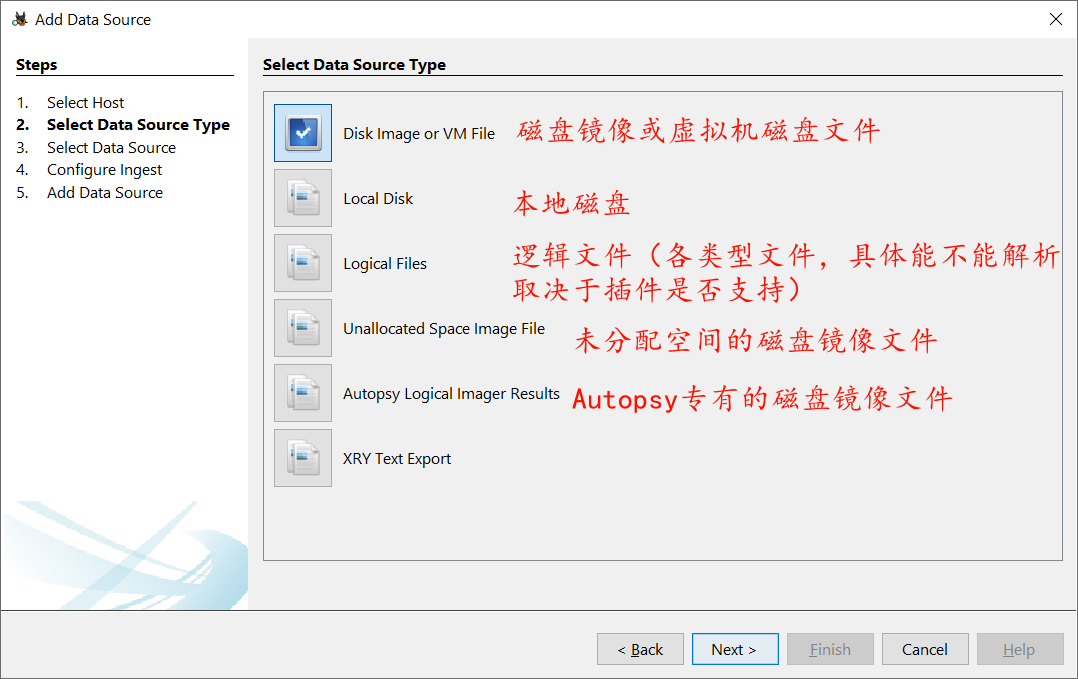 Add Data Source
Steps
1. Select Host
2. Select Data Source Type
3. Select Data Source
4. Configure Ingest
5. Add Data Source
Select Data Source Type
Disk Image or VM File 磁盘镜像或虚拟机磁盘文件
Local Disk 本地磁盘
Logical Files 逻辑文件（各类型文件，具体能不能解析
取决于插件是否支持）
Unallocated Space Image File 未分配空间的磁盘镜像文件
Autopsy Logical Imager Results Autopsy专有的磁盘镜像文件
XRY Text Export
< Back Next > Finish Cancel Help